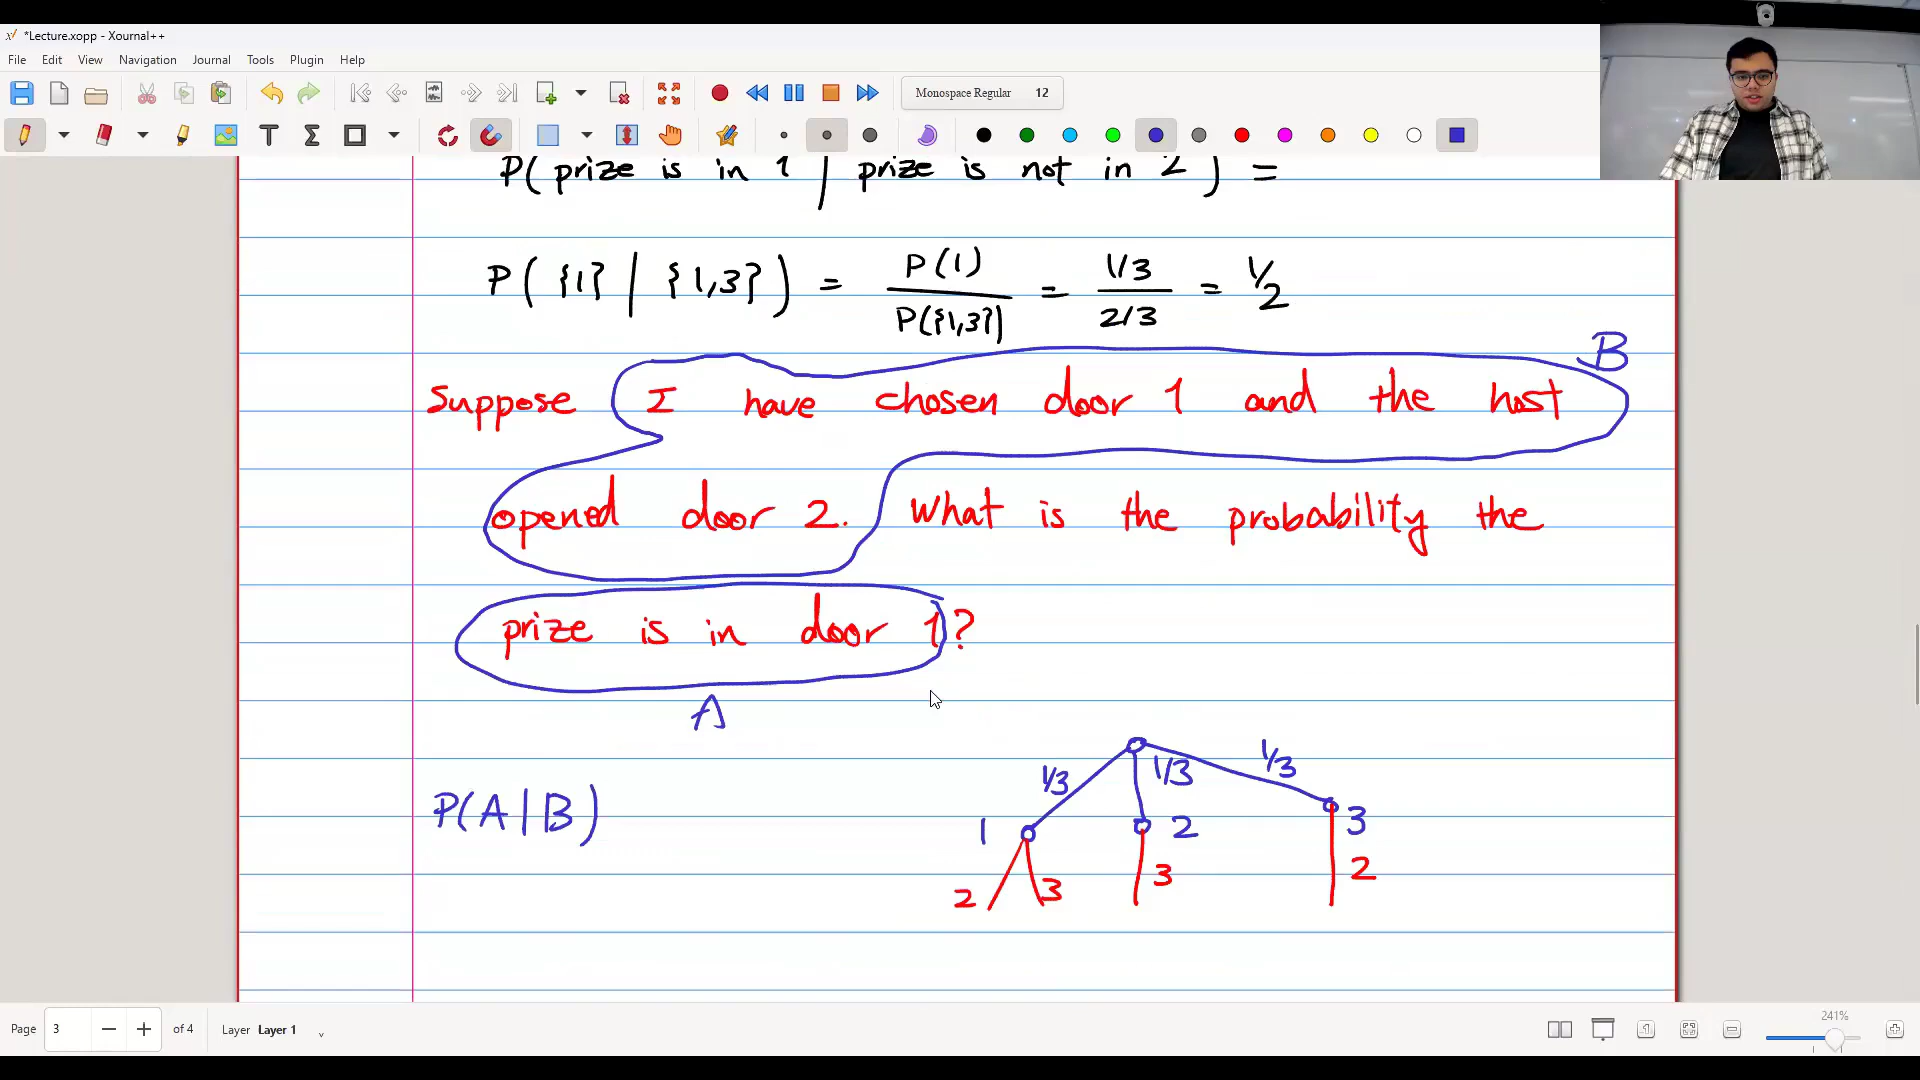 *Lecture.xopp - Xournal++
File Edit View Navigation Journal Tools Plugin Help
Monospace Regular 12
P( prize is in 1 | prize is not in 2 ) =
P( {1} | {1,3} ) = P(1) / P({1,3}) = 1/3 / 2/3 = 1/2
B
Suppose I have chosen door 1 and the host
opened door 2. What is the probability the
prize is in door 1?
A
1/3 1/3 1/3
P(A|B)
1 2 3
2 3 3 2
Page 3 of 4 Layer Layer 1
241%